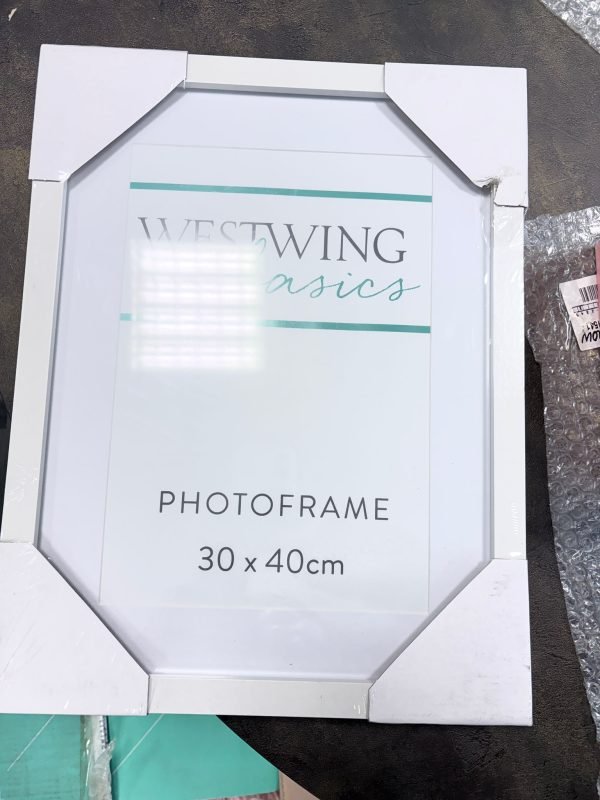 WESTWING
basics
PHOTOFRAME
30 x 40cm